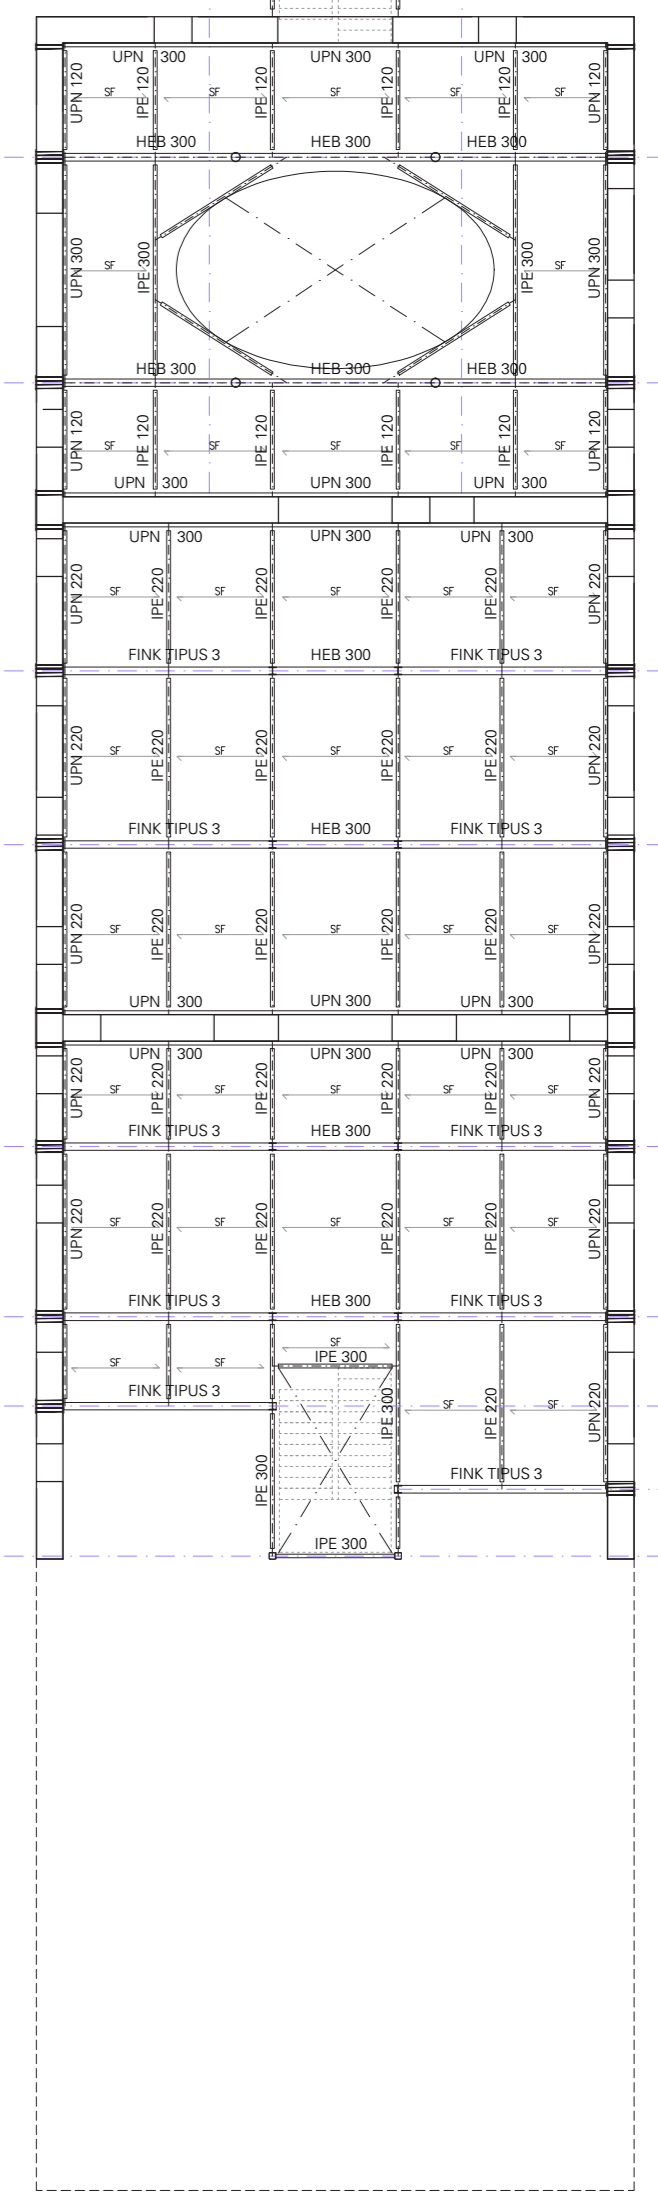 UPN 300 UPN 300 UPN 300
UPN 120 IPE 120 IPE 120 IPE 120 IPE 120 UPN 120
SF SF SF SF SF
HEB 300 HEB 300 HEB 300
UPN 300 IPE 300 IPE 300 UPN 300
SF SF
HEB 300 HEB 300 HEB 300
UPN 120 IPE 120 IPE 120 IPE 120 IPE 120 UPN 120
SF SF SF SF SF
UPN 300 UPN 300 UPN 300
UPN 300 UPN 300 UPN 300
UPN 220 IPE 220 IPE 220 IPE 220 IPE 220 UPN 220
SF SF SF SF SF
FINK TIPUS 3 HEB 300 FINK TIPUS 3
UPN 220 IPE 220 IPE 220 IPE 220 IPE 220 UPN 220
SF SF SF SF SF
FINK TIPUS 3 HEB 300 FINK TIPUS 3
UPN 220 IPE 220 IPE 220 IPE 220 IPE 220 UPN 220
SF SF SF SF SF
UPN 300 UPN 300 UPN 300
UPN 300 UPN 300 UPN 300
UPN 220 IPE 220 IPE 220 IPE 220 IPE 220 UPN 220
SF SF SF SF SF
FINK TIPUS 3 HEB 300 FINK TIPUS 3
UPN 220 IPE 220 IPE 220 IPE 220 IPE 220 UPN 220
SF SF SF SF SF
FINK TIPUS 3 HEB 300 FINK TIPUS 3
SF
IPE 300
SF SF
FINK TIPUS 3
IPE 300 IPE 220 UPN 220
SF SF
IPE 300
FINK TIPUS 3
IPE 300